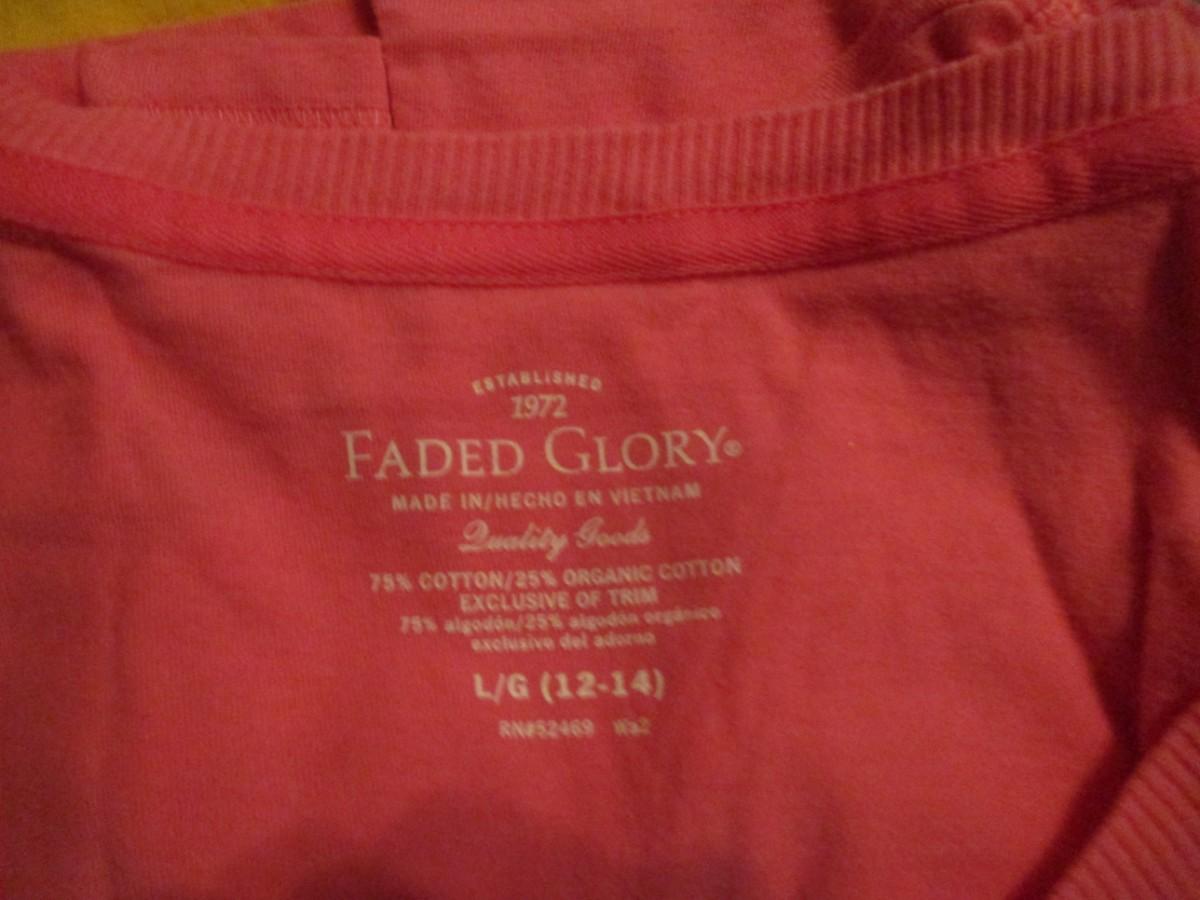 ESTABLISHED
1972
FADED GLORY®
MADE IN/HECHO EN VIETNAM
Quality Goods
75% COTTON/25% ORGANIC COTTON
EXCLUSIVE OF TRIM
75% algodón/25% algodón orgánico
exclusivo del adorno
L/G (12-14)
RN#52469 Wa2